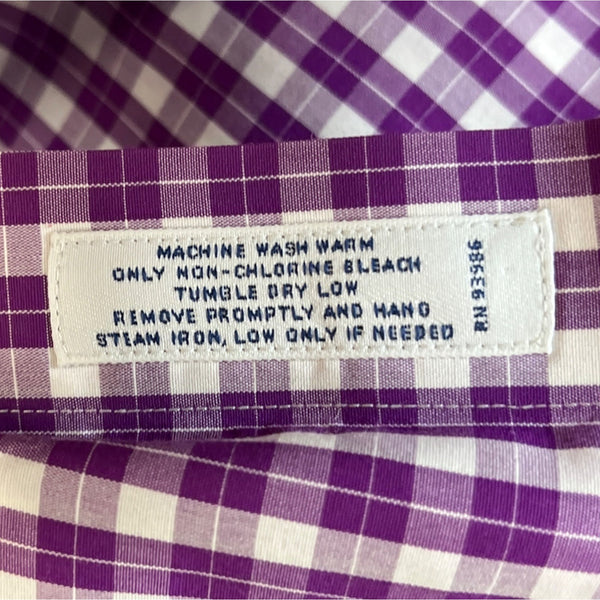 MACHINE WASH WARM
ONLY NON-CHLORINE BLEACH
TUMBLE DRY LOW
REMOVE PROMPTLY AND HANG
STEAM IRON, LOW ONLY IF NEEDED
RN 93986